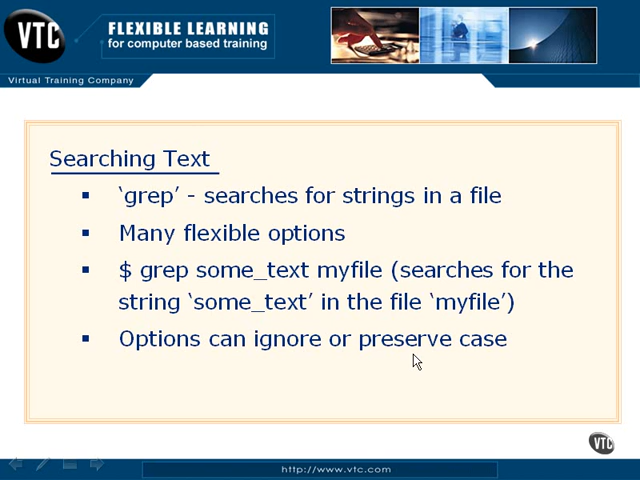 VTC
FLEXIBLE LEARNING
for computer based training
Virtual Training Company
Searching Text
▪ ‘grep’ - searches for strings in a file
▪ Many flexible options
▪ $ grep some_text myfile (searches for the
string ‘some_text’ in the file ‘myfile’)
▪ Options can ignore or preserve case
VTC
http://www.vtc.com